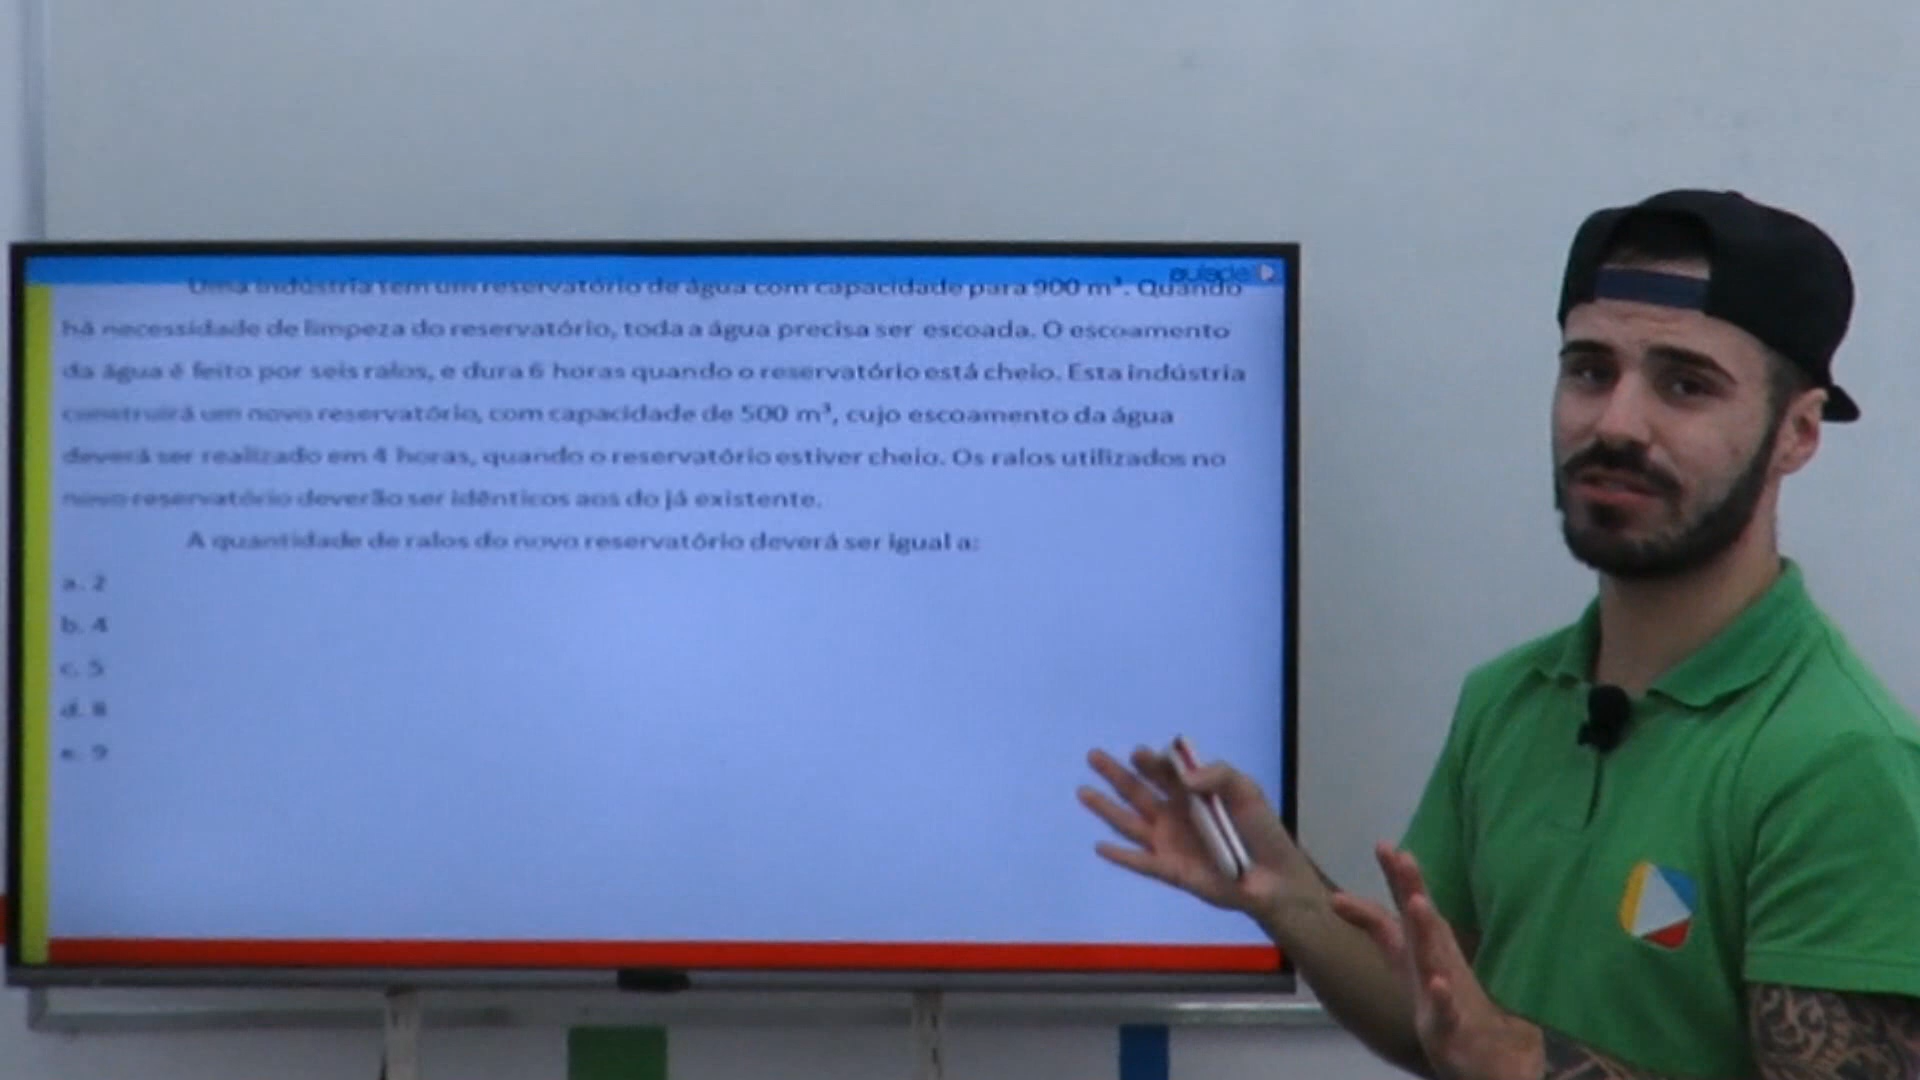 aulade
Uma indústria tem um reservatório de água com capacidade para 900 m³. Quando
há necessidade de limpeza do reservatório, toda a água precisa ser escoada. O escoamento
da água é feito por seis ralos, e dura 6 horas quando o reservatório está cheio. Esta indústria
construirá um novo reservatório, com capacidade de 500 m³, cujo escoamento da água
deverá ser realizado em 4 horas, quando o reservatório estiver cheio. Os ralos utilizados no
novo reservatório deverão ser idênticos aos do já existente.
A quantidade de ralos do novo reservatório deverá ser igual a:
a. 2
b. 4
c. 5
d. 8
e. 9